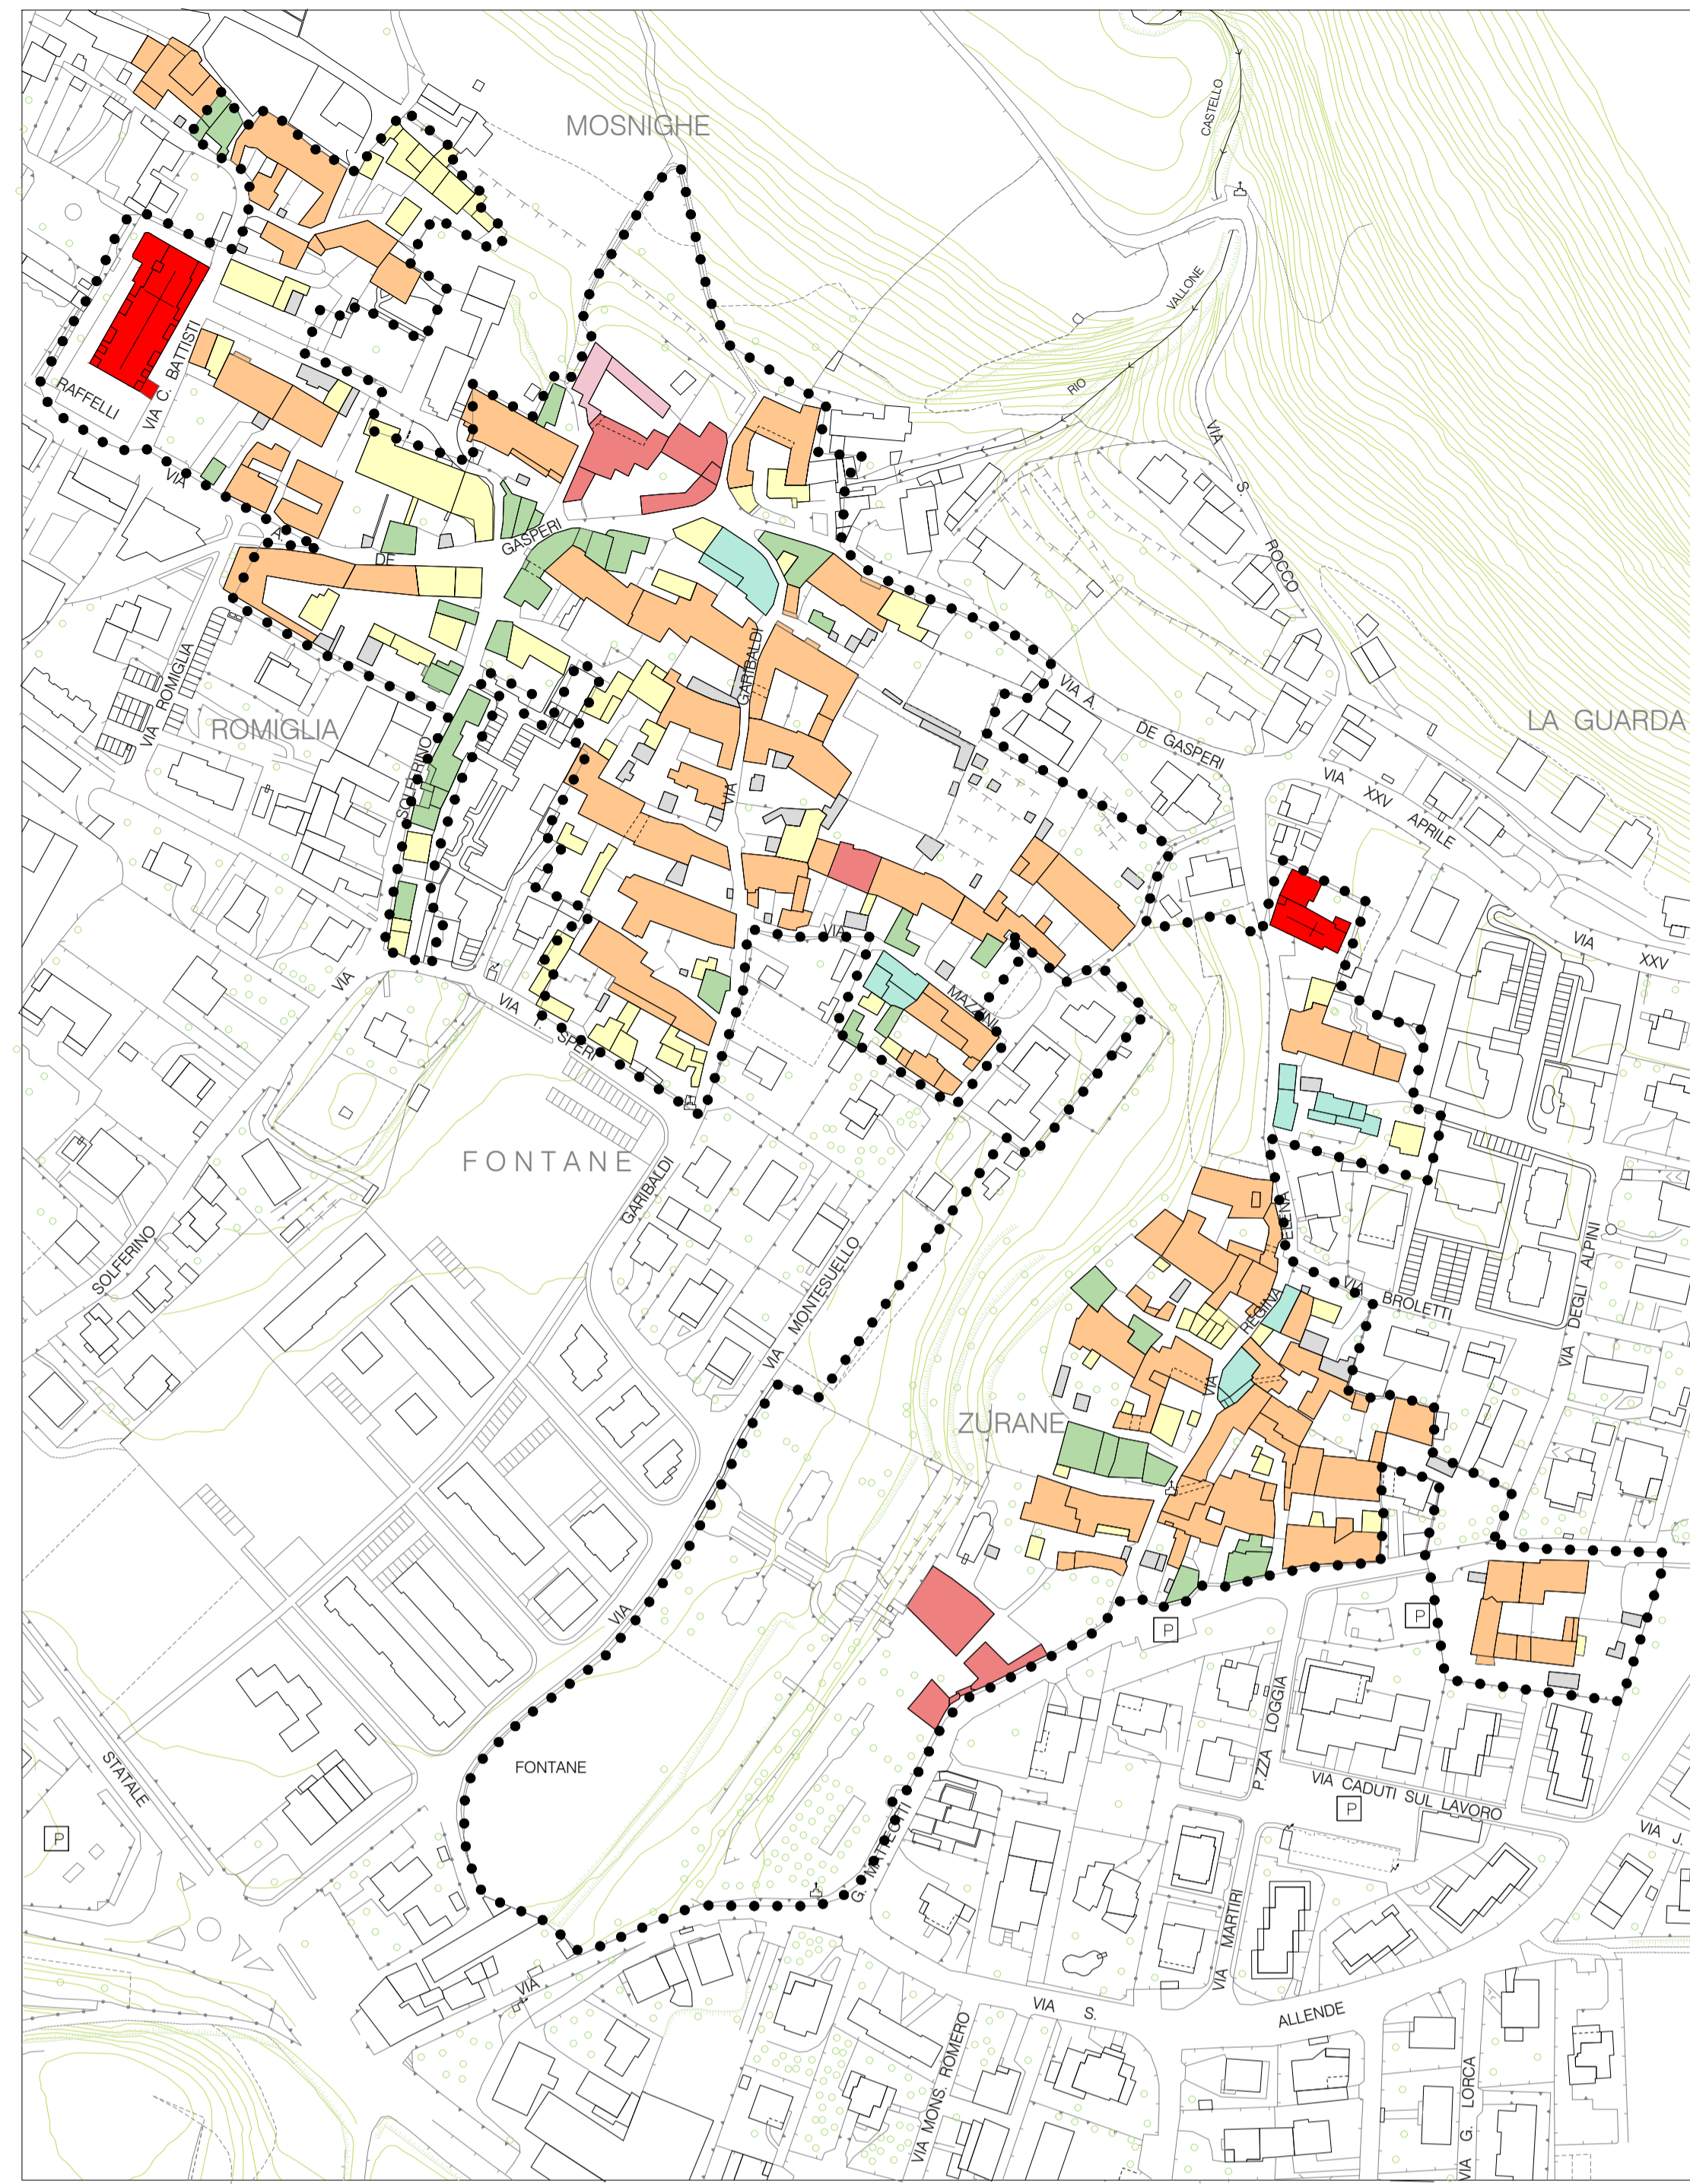 CASTELLO
MOSNIGHE
VALLONE
RIO
VIA C. BATTISTI
RAFFELLI
VIA
VIA
S.
ROCCO
A.
DE
GASPERI
GARIBALDI
VIA ROMIGLIA
ROMIGLIA
VIA A.
DE GASPERI
LA GUARDA
SOLFERINO
VIA
XXV
APRILE
VIA
VIA
VIA
XXV
VIA
MAZZINI
VIA
T. SPERI
FONTANE
GARIBALDI
SOLFERINO
VIA MONTESUELLO
ELENA
VIA
BROLETTI
REGINA
VIA
VIA DEGLI ALPINI
ZURANE
VIA
P
P
P.ZZA LOGGIA
FONTANE
STATALE
VIA CADUTI SUL LAVORO
P
P
VIA J.
G. MATTEOTTI
VIA MARTIRI
VIA
VIA S.
ALLENDE
VIA MONS. ROMERO
VIA G. LORCA